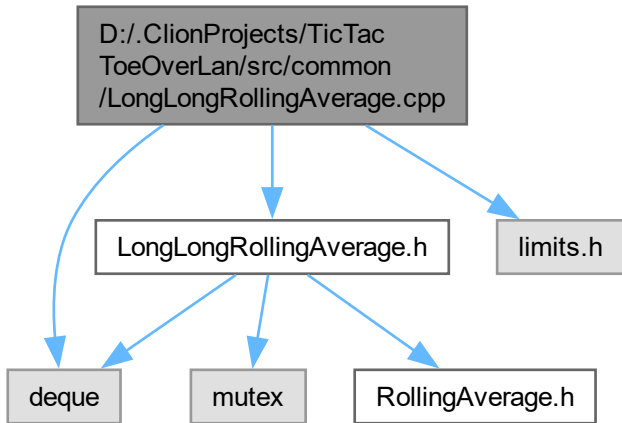 D:/.ClionProjects/TicTac
ToeOverLan/src/common
/LongLongRollingAverage.cpp
LongLongRollingAverage.h
limits.h
deque
mutex
RollingAverage.h